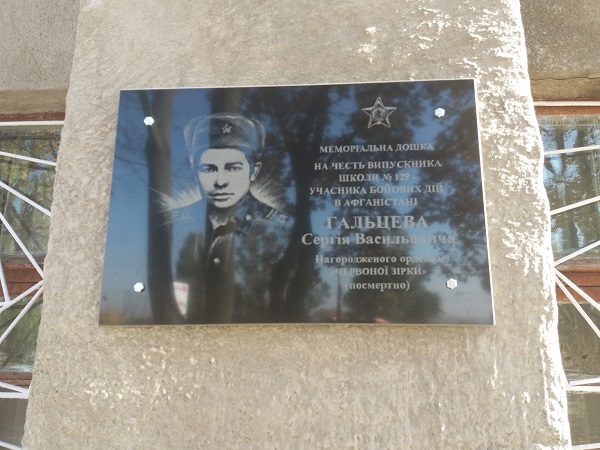 МЕМОРІАЛЬНА ДОШКА
НА ЧЕСТЬ ВИПУСКНИКА
ШКОЛИ № 129 –
УЧАСНИКА БОЙОВИХ ДІЙ
В АФГАНІСТАНІ
ГАЛЬЦЕВА
Сергія Васильовича
Нагородженого орденом
«ЧЕРВОНОЇ ЗІРКИ»
(посмертно)